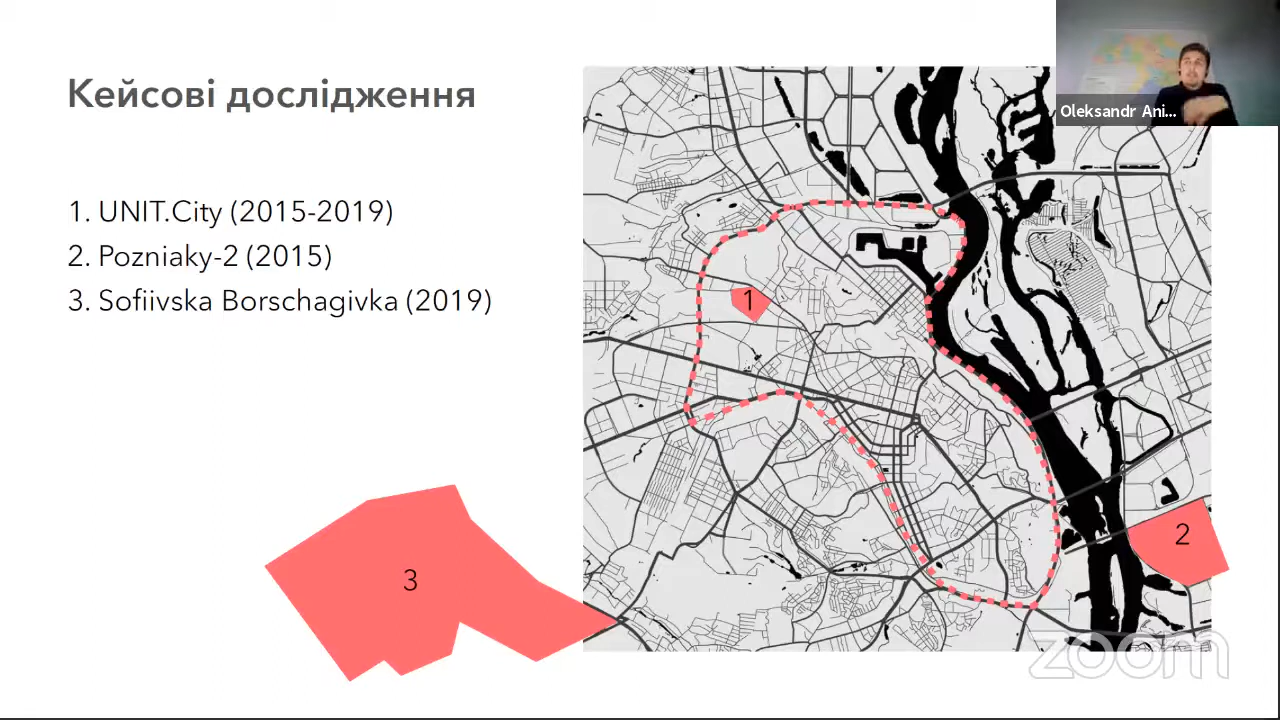 Кейсові дослідження
1. UNIT.City (2015-2019)
2. Pozniaky-2 (2015)
3. Sofiivska Borschagivka (2019)
1
2
3
Oleksandr Ani...
zoom